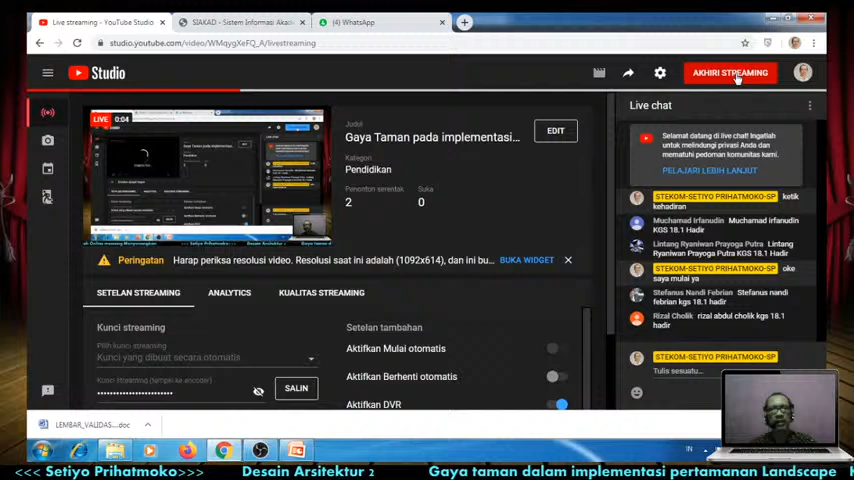 Live streaming - YouTube Studio
SIAKAD - Sistem Informasi Akad
(4) WhatsApp
studio.youtube.com/video/WMqygXeFQ_A/livestreaming
Studio
AKHIRI STREAMING
LIVE 0:04
Judul
Gaya Taman pada implementasi...
EDIT
Kategori
Pendidikan
Penonton serentak
Suka
2
0
Peringatan
Harap periksa resolusi video. Resolusi saat ini adalah (1092x614), dan ini bu...
BUKA WIDGET
SETELAN STREAMING
ANALYTICS
KUALITAS STREAMING
Kunci streaming
Pilih kunci streaming
Kunci yang dibuat secara otomatis
Kunci streaming (tempel ke encoder)
SALIN
Setelan tambahan
Aktifkan Mulai otomatis
Aktifkan Berhenti otomatis
Aktifkan DVR
Live chat
Selamat datang di live chat! Ingatlah
untuk melindungi privasi Anda dan
mematuhi pedoman komunitas kami.
PELAJARI LEBIH LANJUT
STEKOM-SETIYO PRIHATMOKO-SP ketik
kehadiran
Muchamad Irfanudin Muchamad Irfanudin
KGS 18.1 Hadir
Lintang Ryaniwan Prayoga Putra Lintang
Ryaniwan Prayoga Putra KGS 18.1 Hadir
STEKOM-SETIYO PRIHATMOKO-SP oke
saya mulai ya
Stefanus Nandi Febrian Stefanus nandi
febrian kgs 18.1 hadir
Rizal Cholik rizal abdul cholik kgs 18.1
hadir
STEKOM-SETIYO PRIHATMOKO-SP
Tulis sesuatu...
LEMBAR_VALIDAS....doc
IN
<<< Setiyo Prihatmoko>>> Desain Arsitektur 2 Gaya taman dalam implementasi pertamanan Landscape